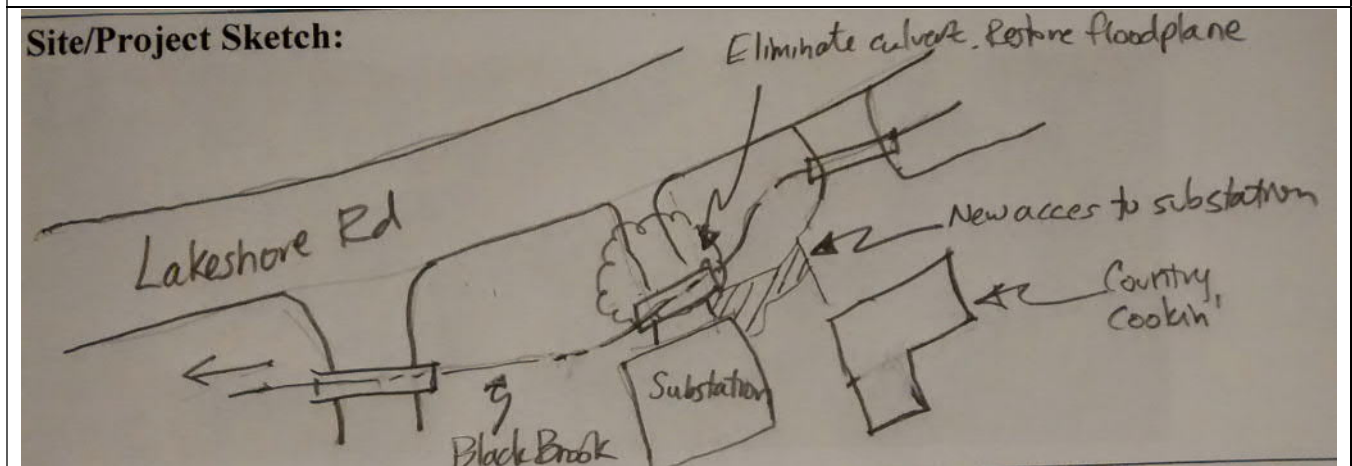 Site/Project Sketch:
Eliminate culvert. Restore floodplane
Lakeshore Rd
New acces to substation
Country
Cookin'
Substation
Black Brook